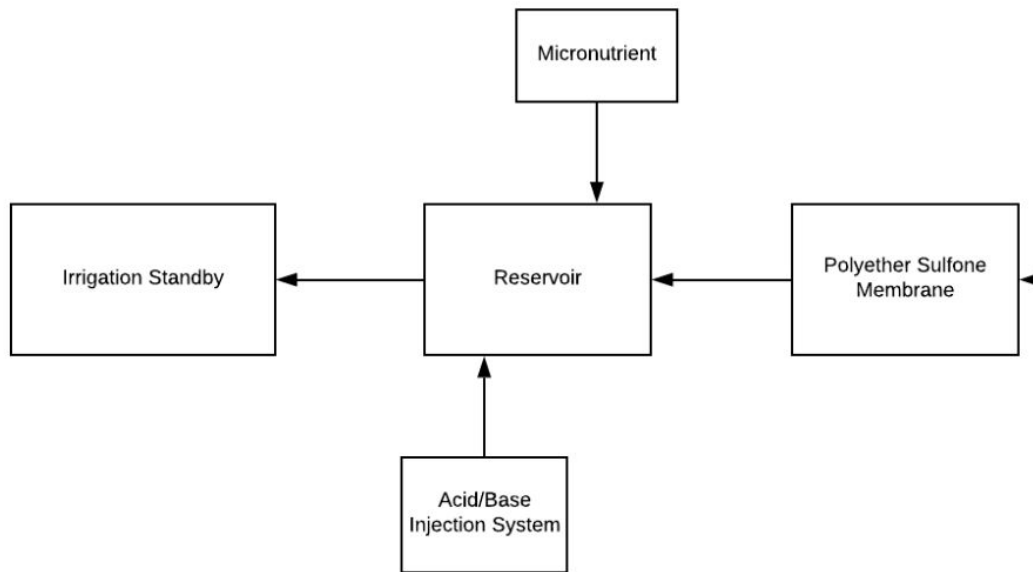 Micronutrient
Irrigation Standby
Reservoir
Polyether Sulfone
Membrane
Acid/Base
Injection System